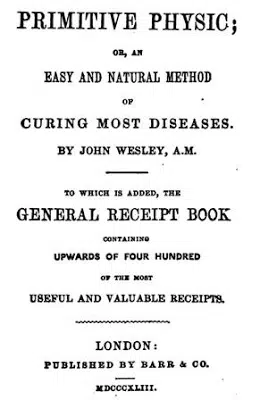 PRIMITIVE PHYSIC;
OR, AN
EASY AND NATURAL METHOD
OF
CURING MOST DISEASES.
BY JOHN WESLEY, A.M.
TO WHICH IS ADDED, THE
GENERAL RECEIPT BOOK
CONTAINING
UPWARDS OF FOUR HUNDRED
OF THE MOST
USEFUL AND VALUABLE RECEIPTS.
LONDON:
PUBLISHED BY BARR & CO.
MDCCCXLIII.